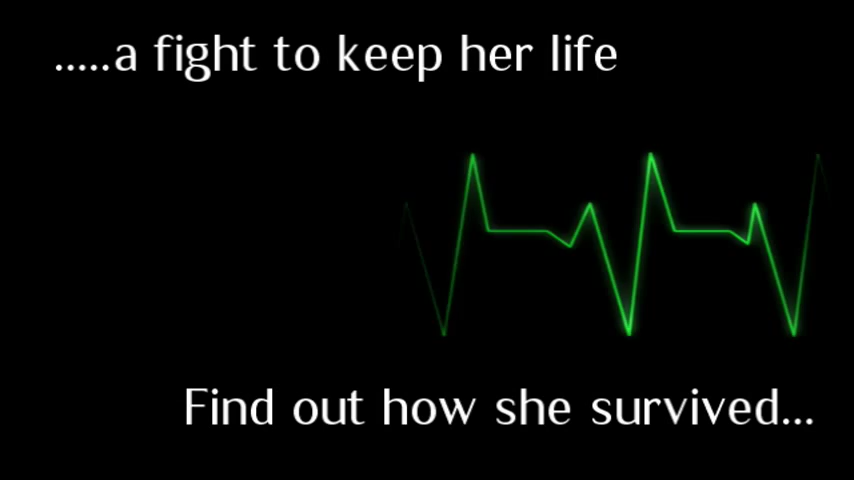 .....a fight to keep her life
Find out how she survived...